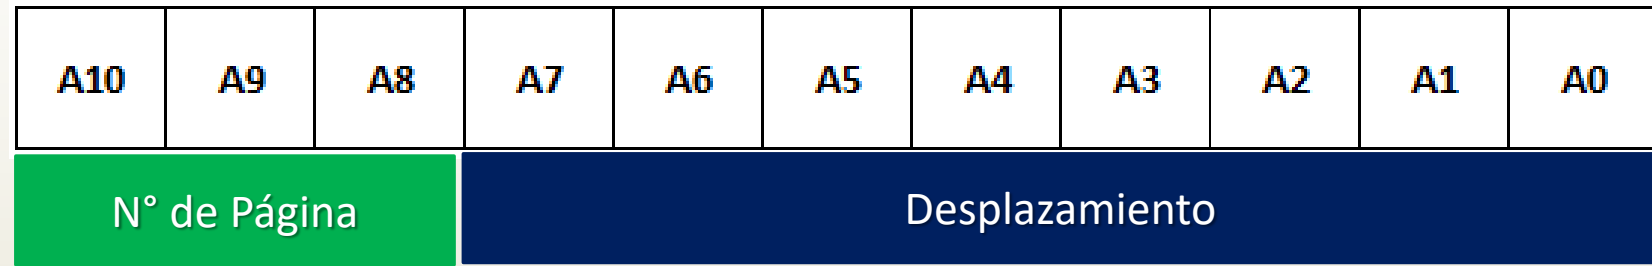 A10 A9 A8 A7 A6 A5 A4 A3 A2 A1 A0
N° de Página Desplazamiento